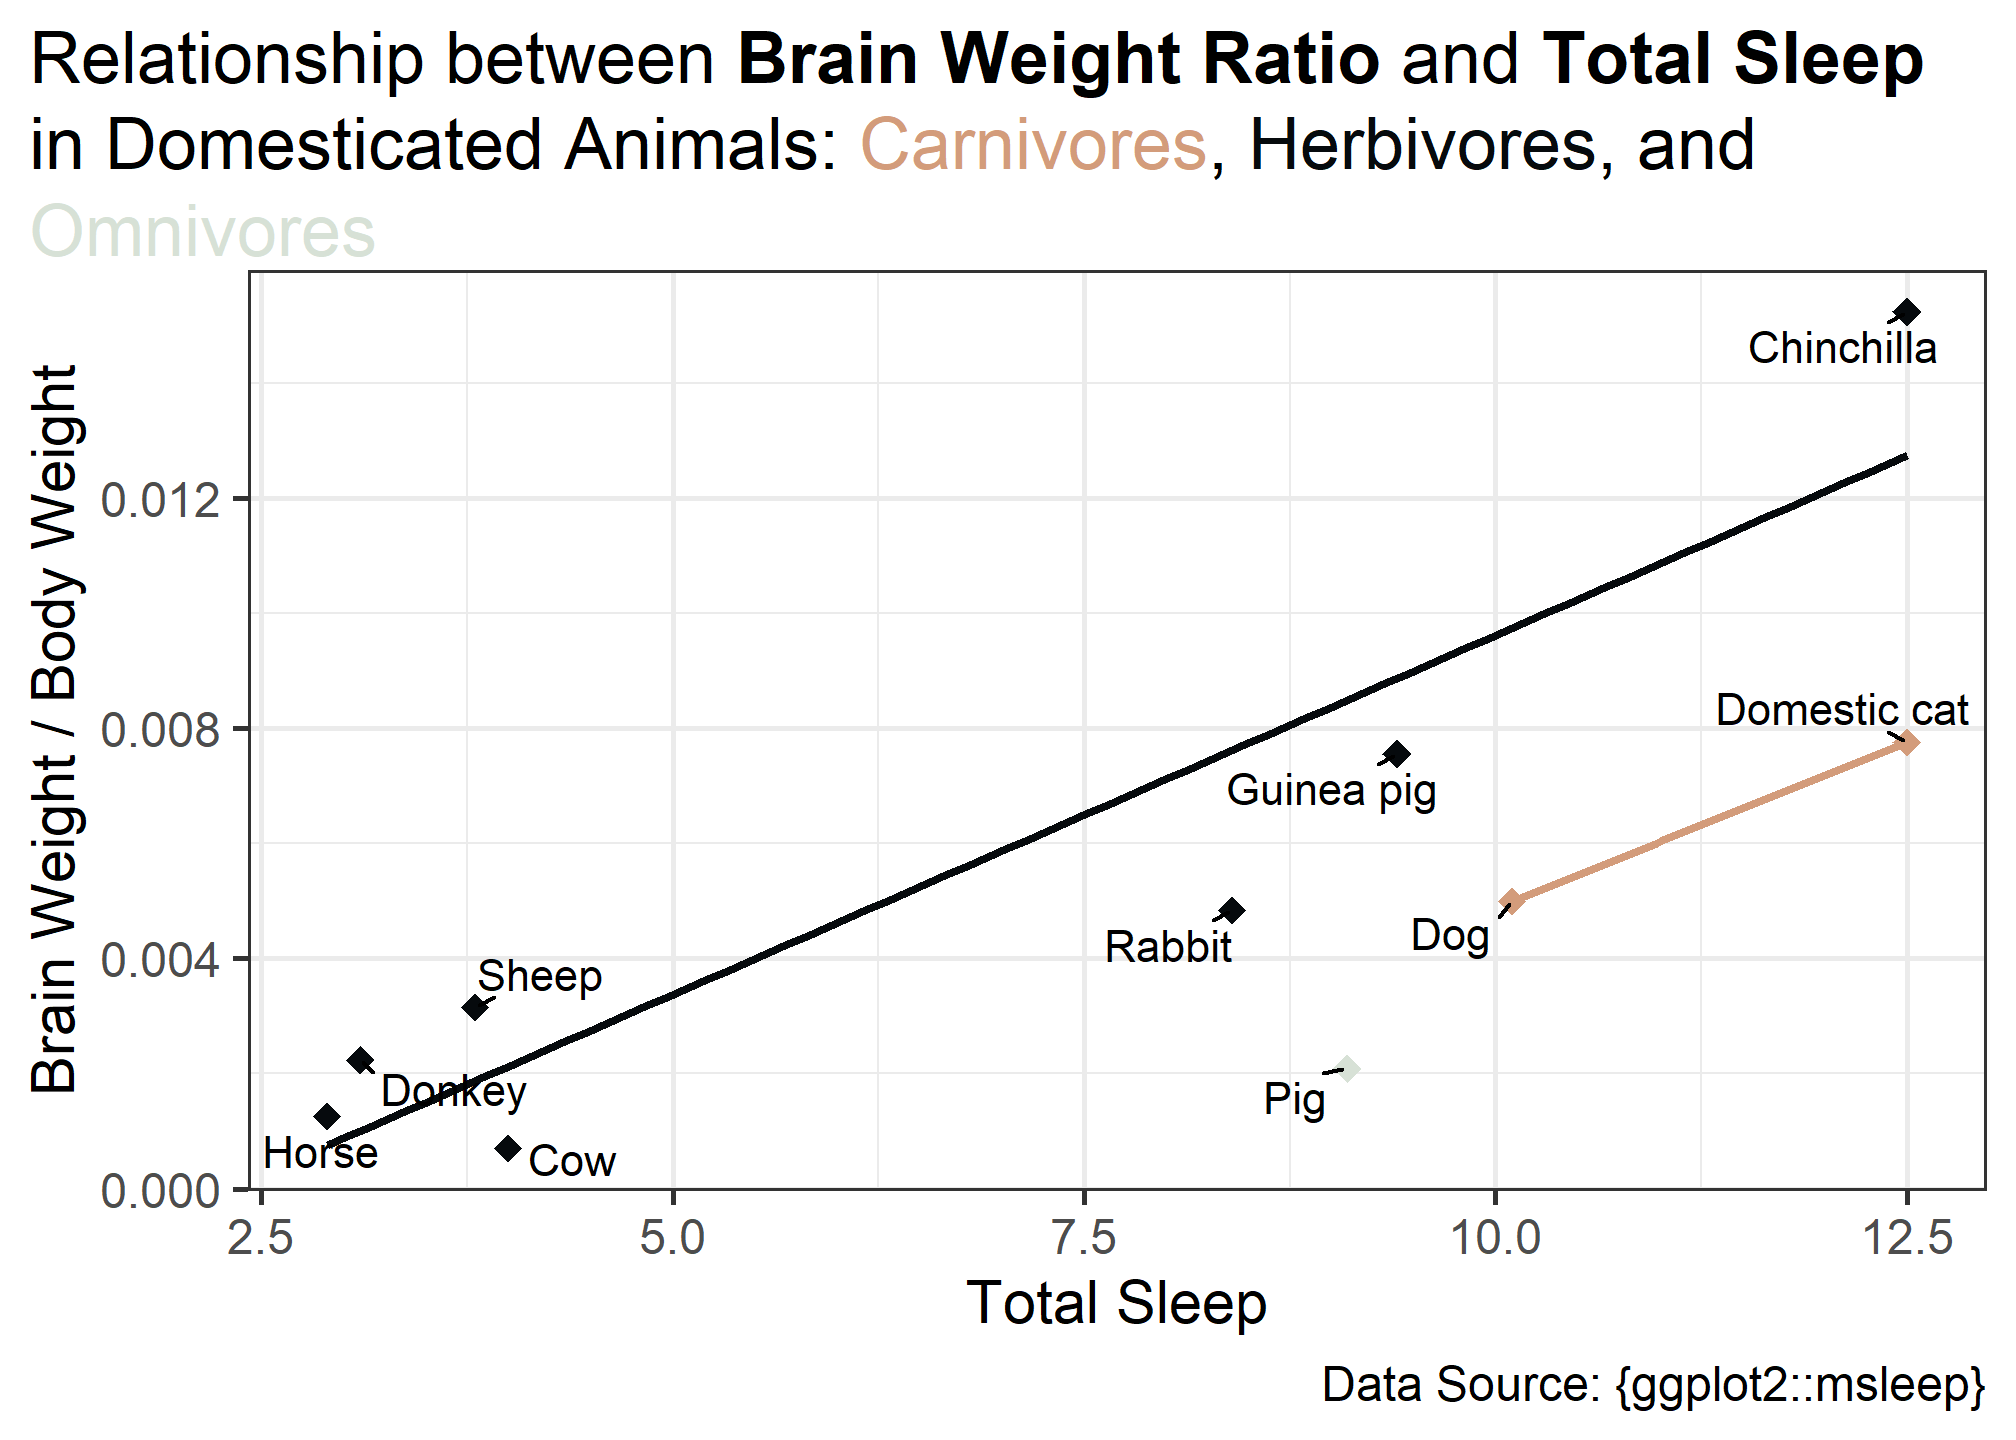 Relationship between Brain Weight Ratio and Total Sleep
in Domesticated Animals: Carnivores, Herbivores, and
Omnivores
Brain Weight / Body Weight
0.012
0.008
0.004
0.000
Chinchilla
Domestic cat
Guinea pig
Dog
Rabbit
Sheep
Donkey
Pig
Horse
Cow
2.5 5.0 7.5 10.0 12.5
Total Sleep
Data Source: {ggplot2::msleep}